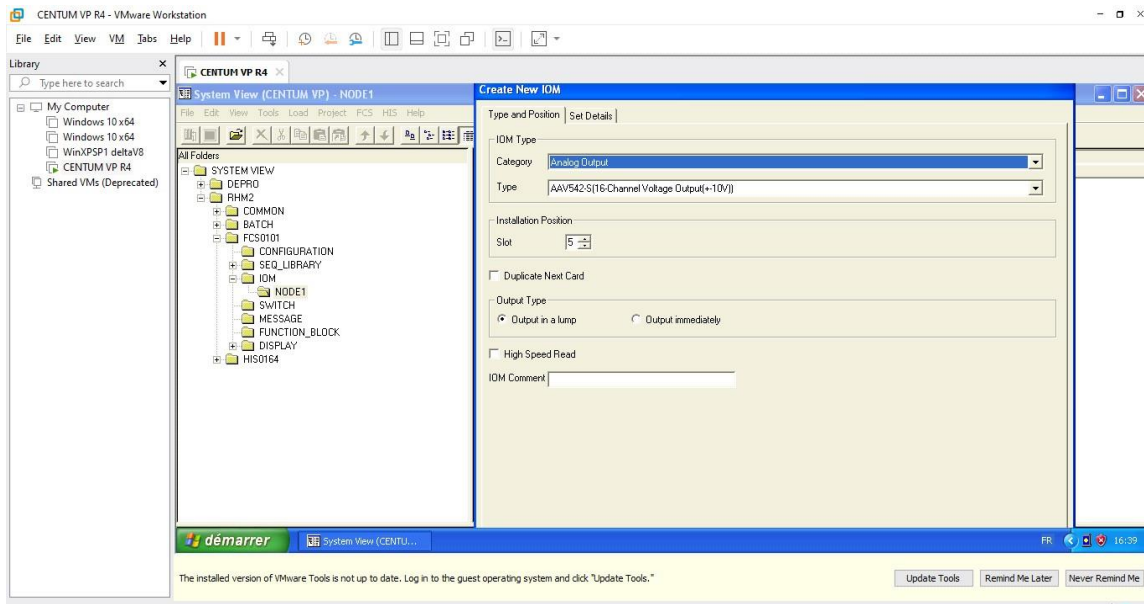 CENTUM VP R4 - VMware Workstation
File Edit View VM Tabs Help
Library
Type here to search
My Computer
Windows 10 x64
Windows 10 x64
WinXPSP1 deltaV8
CENTUM VP R4
Shared VMs (Deprecated)
CENTUM VP R4
System View (CENTUM VP) - NODE1
File Edit View Tools Load Project FCS HIS Help
All Folders
SYSTEM VIEW
DEPRO
RHM2
COMMON
BATCH
FCS0101
CONFIGURATION
SEQ_LIBRARY
IOM
NODE1
SWITCH
MESSAGE
FUNCTION_BLOCK
DISPLAY
HIS0164
Create New IOM
Type and Position Set Details
IOM Type
Category Analog Output
Type AAV542-S(16-Channel Voltage Output(+-10V))
Installation Position
Slot 5
Duplicate Next Card
Output Type
Output in a lump Output immediately
High Speed Read
IOM Comment
démarrer System View (CENTU... FR 16:39
The installed version of VMware Tools is not up to date. Log in to the guest operating system and click "Update Tools."
Update Tools Remind Me Later Never Remind Me